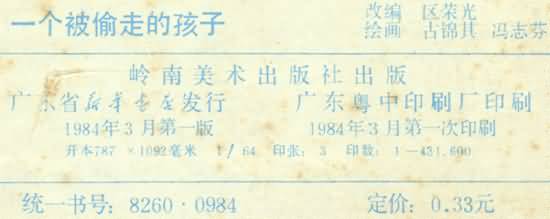 一个被偷走的孩子
改编 区荣光
绘画 古锦其 冯志芬
岭南美术出版社出版
广东省新华书店发行 广东粤中印刷厂印刷
1984年3月第一版 1984年3月第一次印刷
开本787×1092毫米 1/64 印张:3 印数:1—431,600
统一书号:8260·0984 定价:0.33元